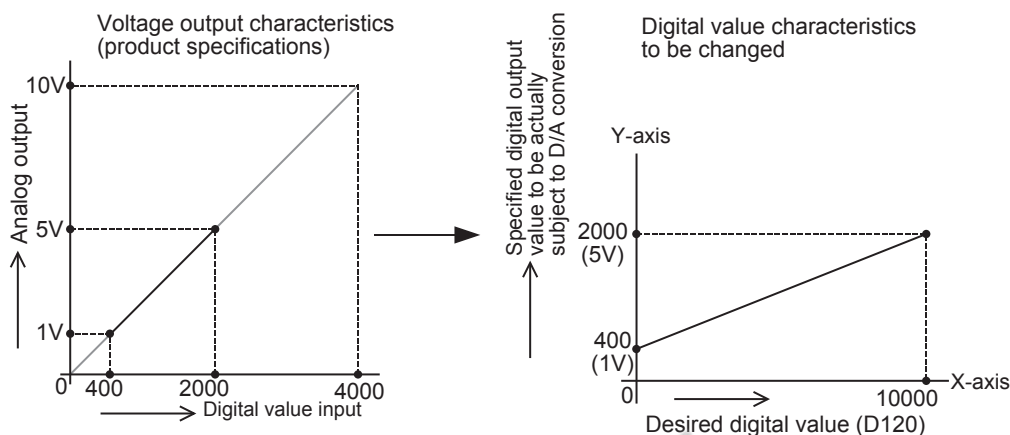 Voltage output characteristics
(product specifications)
10V
5V
1V
0
400
2000
4000
Analog output
Digital value input
Digital value characteristics
to be changed
Specified digital output
value to be actually
subject to D/A conversion
Y-axis
2000
(5V)
400
(1V)
0
10000
X-axis
Desired digital value (D120)